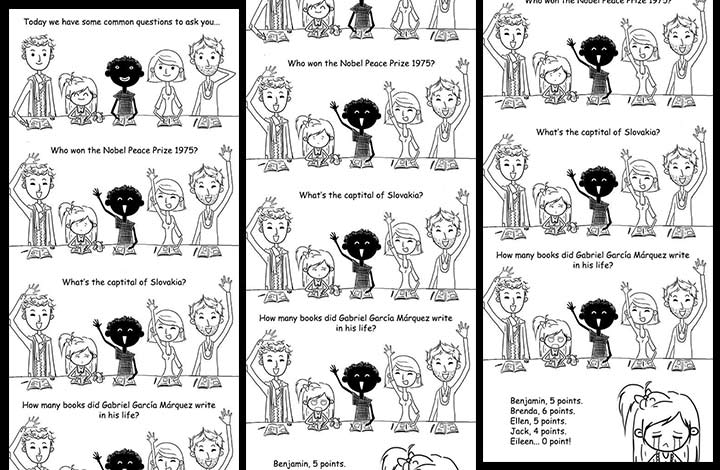 Today we have some common questions to ask you...
Who won the Nobel Peace Prize 1975?
What's the captital of Slovakia?
How many books did Gabriel García Márquez write
in his life?
Who won the Nobel Peace Prize 1975?
What's the captital of Slovakia?
How many books did Gabriel García Márquez write
in his life?
Benjamin, 5 points.
Who won the Nobel Peace Prize 1975?
What's the captital of Slovakia?
How many books did Gabriel García Márquez write
in his life?
Benjamin, 5 points.
Brenda, 6 points.
Ellen, 5 points.
Jack, 4 points.
Eileen... 0 point!